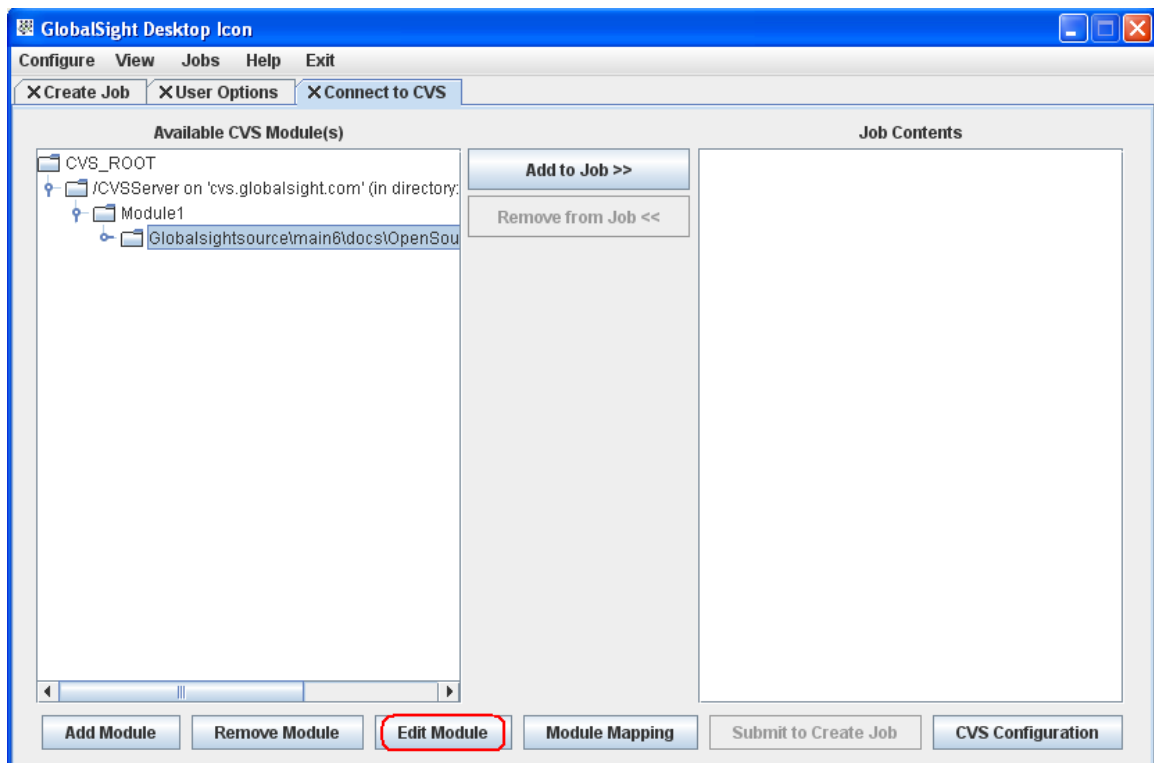 GlobalSight Desktop Icon
Configure View Jobs Help Exit
Create Job User Options Connect to CVS
Available CVS Module(s) Job Contents
CVS_ROOT
/CVSServer on 'cvs.globalsight.com' (in directory:
Module1
Globalsightsource\main6\docs\OpenSou
Add to Job >>
Remove from Job <<
Add Module Remove Module Edit Module Module Mapping Submit to Create Job CVS Configuration